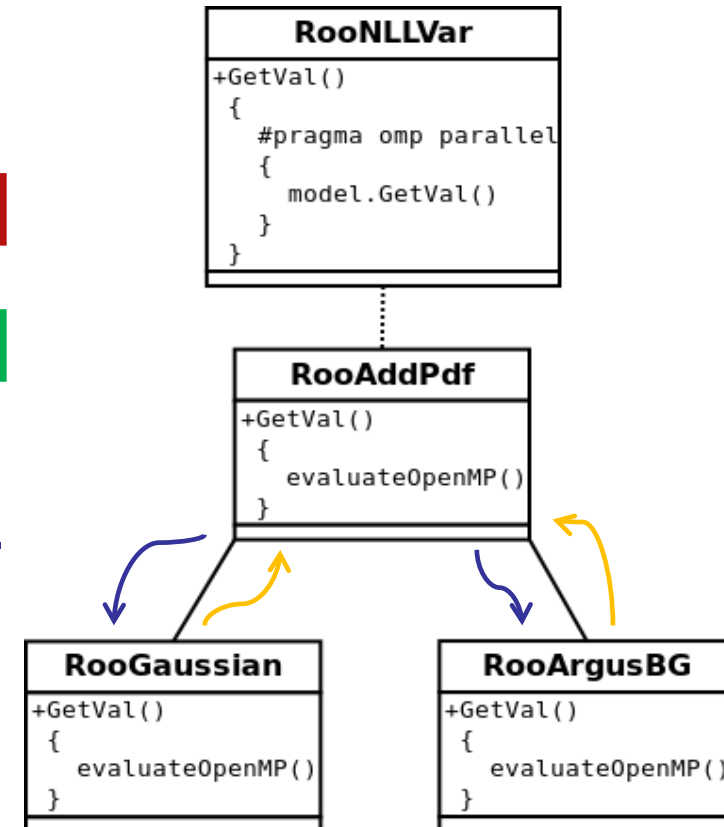 RooNLLVar
+GetVal()
{
#pragma omp parallel
{
model.GetVal()
}
}
RooAddPdf
+GetVal()
{
evaluateOpenMP()
}
RooGaussian
+GetVal()
{
evaluateOpenMP()
}
RooArgusBG
+GetVal()
{
evaluateOpenMP()
}